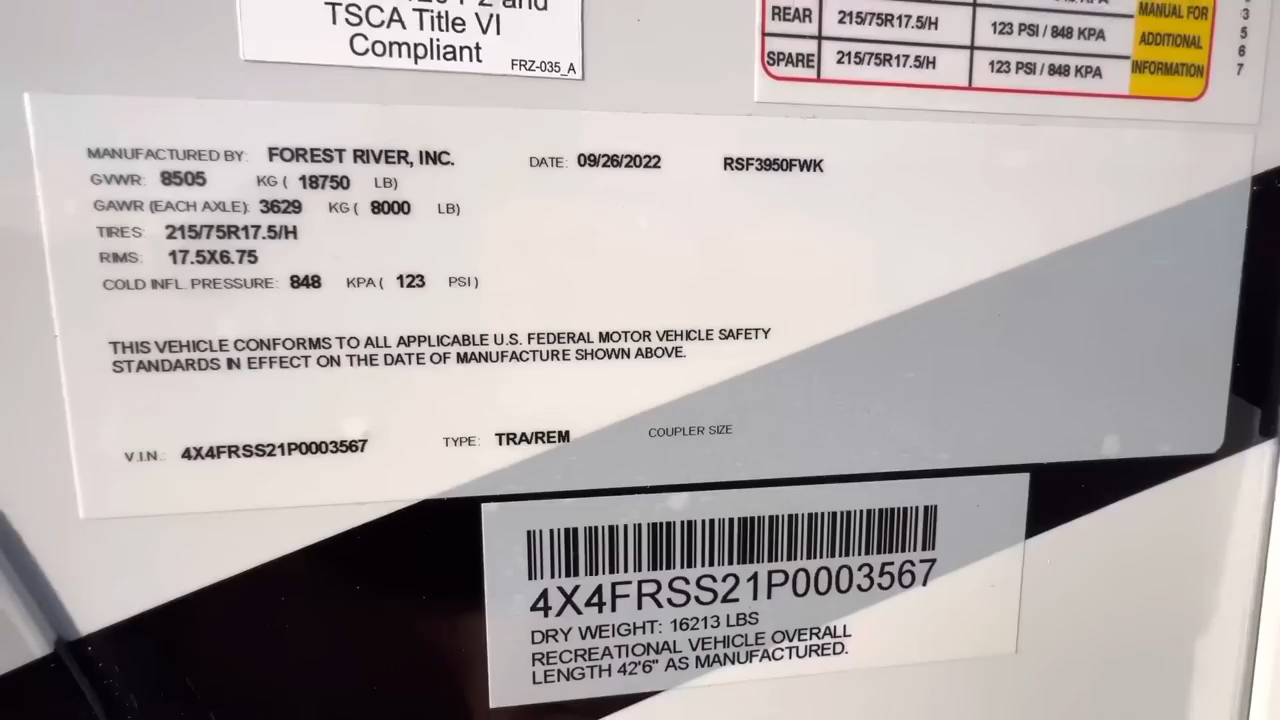 and
TSCA Title VI
Compliant
FRZ-035_A
REAR 215/75R17.5/H 123 PSI / 848 KPA
SPARE 215/75R17.5/H 123 PSI / 848 KPA
MANUAL FOR
ADDITIONAL
INFORMATION
3
5
6
7
MANUFACTURED BY: FOREST RIVER, INC. DATE: 09/26/2022 RSF3950FWK
GVWR: 8505 KG ( 18750 LB)
GAWR (EACH AXLE): 3629 KG ( 8000 LB)
TIRES: 215/75R17.5/H
RIMS: 17.5X6.75
COLD INFL. PRESSURE: 848 KPA ( 123 PSI )
THIS VEHICLE CONFORMS TO ALL APPLICABLE U.S. FEDERAL MOTOR VEHICLE SAFETY
STANDARDS IN EFFECT ON THE DATE OF MANUFACTURE SHOWN ABOVE.
V.I.N.: 4X4FRSS21P0003567 TYPE: TRA/REM COUPLER SIZE
4X4FRSS21P0003567
DRY WEIGHT: 16213 LBS
RECREATIONAL VEHICLE OVERALL
LENGTH 42'6" AS MANUFACTURED.